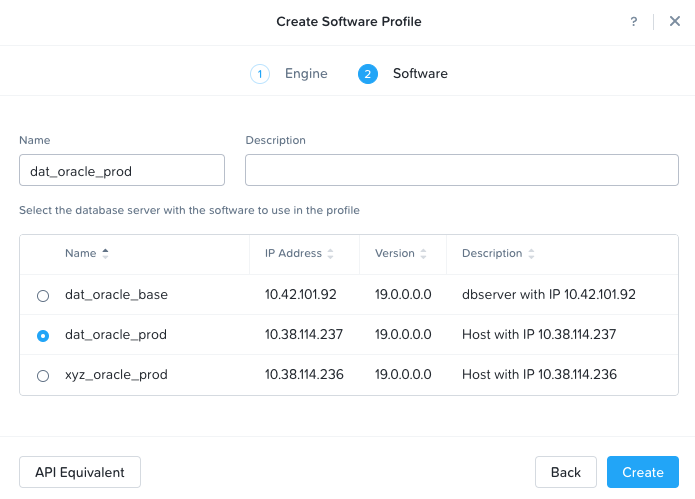 Create Software Profile
?
1 Engine 2 Software
Name Description
dat_oracle_prod
Select the database server with the software to use in the profile
Name IP Address Version Description
dat_oracle_base 10.42.101.92 19.0.0.0.0 dbserver with IP 10.42.101.92
dat_oracle_prod 10.38.114.237 19.0.0.0.0 Host with IP 10.38.114.237
xyz_oracle_prod 10.38.114.236 19.0.0.0.0 Host with IP 10.38.114.236
API Equivalent Back Create